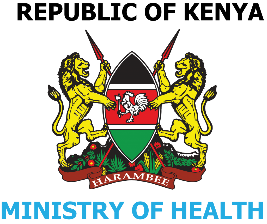 REPUBLIC OF KENYA
HARAMBEE
MINISTRY OF HEALTH